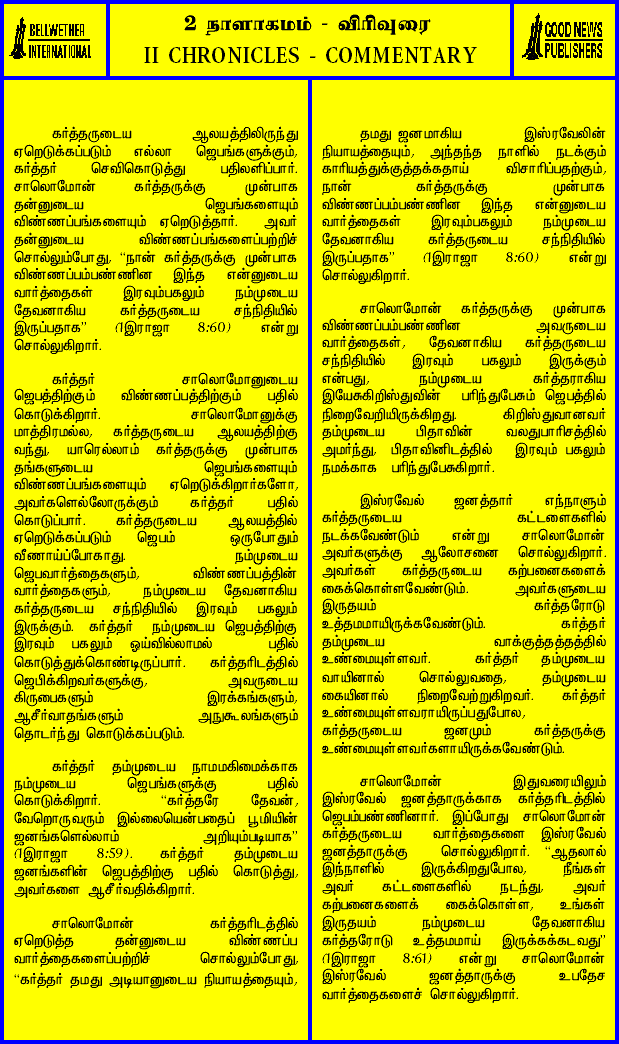 BELLWETHER
INTERNATIONAL
2 நாளாகமம் - விரிவுரை
II CHRONICLES - COMMENTARY
GOOD NEWS
PUBLISHERS
கர்த்தருடைய ஆலயத்திலிருந்து
ஏறெடுக்கப்படும் எல்லா ஜெபங்களுக்கும்,
கர்த்தர் செவிகொடுத்து பதிலளிப்பார்.
சாலொமோன் கர்த்தருக்கு முன்பாக
தன்னுடைய ஜெபங்களையும்
விண்ணப்பங்களையும் ஏறெடுத்தார். அவர்
தன்னுடைய விண்ணப்பங்களைப்பற்றிச்
சொல்லும்போது, “நான் கர்த்தருக்கு முன்பாக
விண்ணப்பம்பண்ணின இந்த என்னுடைய
வார்த்தைகள் இரவும்பகலும் நம்முடைய
தேவனாகிய கர்த்தருடைய சந்நிதியில்
இருப்பதாக” (1இராஜா 8:60) என்று
சொல்லுகிறார்.
கர்த்தர் சாலொமோனுடைய
ஜெபத்திற்கும் விண்ணப்பத்திற்கும் பதில்
கொடுக்கிறார். சாலொமோனுக்கு
மாத்திரமல்ல, கர்த்தருடைய ஆலயத்திற்கு
வந்து, யாரெல்லாம் கர்த்தருக்கு முன்பாக
தங்களுடைய ஜெபங்களையும்
விண்ணப்பங்களையும் ஏறெடுக்கிறார்களோ,
அவர்களெல்லோருக்கும் கர்த்தர் பதில்
கொடுப்பார். கர்த்தருடைய ஆலயத்தில்
ஏறெடுக்கப்படும் ஜெபம் ஒருபோதும்
வீணாய்ப்போகாது. நம்முடைய
ஜெபவார்த்தைகளும், விண்ணப்பத்தின்
வார்த்தைகளும், நம்முடைய தேவனாகிய
கர்த்தருடைய சந்நிதியில் இரவும் பகலும்
இருக்கும். கர்த்தர் நம்முடைய ஜெபத்திற்கு
இரவும் பகலும் ஓய்வில்லாமல் பதில்
கொடுத்துக்கொண்டிருப்பார். கர்த்தரிடத்தில்
ஜெபிக்கிறவர்களுக்கு, அவருடைய
கிருபைகளும் இரக்கங்களும்,
ஆசீர்வாதங்களும் அநுகூலங்களும்
தொடர்ந்து கொடுக்கப்படும்.
கர்த்தர் தம்முடைய நாமமகிமைக்காக
நம்முடைய ஜெபங்களுக்கு பதில்
கொடுக்கிறார். “கர்த்தரே தேவன்,
வேறொருவரும் இல்லையென்பதைப் பூமியின்
ஜனங்களெல்லாம் அறியும்படியாக”
(1இராஜா 8:59). கர்த்தர் தம்முடைய
ஜனங்களின் ஜெபத்திற்கு பதில் கொடுத்து,
அவர்களை ஆசீர்வதிக்கிறார்.
சாலொமோன் கர்த்தரிடத்தில்
ஏறெடுத்த தன்னுடைய விண்ணப்ப
வார்த்தைகளைப்பற்றிச் சொல்லும்போது,
“கர்த்தர் தமது அடியானுடைய நியாயத்தையும்,
தமது ஜனமாகிய இஸ்ரவேலின்
நியாயத்தையும், அந்தந்த நாளில் நடக்கும்
காரியத்துக்குத்தக்கதாய் விசாரிப்பதற்கும்,
நான் கர்த்தருக்கு முன்பாக
விண்ணப்பம்பண்ணின இந்த என்னுடைய
வார்த்தைகள் இரவும்பகலும் நம்முடைய
தேவனாகிய கர்த்தருடைய சந்நிதியில்
இருப்பதாக” (1இராஜா 8:60) என்று
சொல்லுகிறார்.
சாலொமோன் கர்த்தருக்கு முன்பாக
விண்ணப்பம்பண்ணின அவருடைய
வார்த்தைகள், தேவனாகிய கர்த்தருடைய
சந்நிதியில் இரவும் பகலும் இருக்கும்
என்பது, நம்முடைய கர்த்தராகிய
இயேசுகிறிஸ்துவின் பரிந்துபேசும் ஜெபத்தில்
நிறைவேறியிருக்கிறது. கிறிஸ்துவானவர்
தம்முடைய பிதாவின் வலதுபாரிசத்தில்
அமர்ந்து, பிதாவினிடத்தில் இரவும் பகலும்
நமக்காக பரிந்துபேசுகிறார்.
இஸ்ரவேல் ஜனத்தார் எந்நாளும்
கர்த்தருடைய கட்டளைகளில்
நடக்கவேண்டும் என்று சாலொமோன்
அவர்களுக்கு ஆலோசனை சொல்லுகிறார்.
அவர்கள் கர்த்தருடைய கற்பனைகளைக்
கைக்கொள்ளவேண்டும். அவர்களுடைய
இருதயம் கர்த்தரோடு
உத்தமமாயிருக்கவேண்டும். கர்த்தர்
தம்முடைய வாக்குத்தத்தத்தில்
உண்மையுள்ளவர். கர்த்தர் தம்முடைய
வாயினால் சொல்லுவதை, தம்முடைய
கையினால் நிறைவேற்றுகிறவர். கர்த்தர்
உண்மையுள்ளவராயிருப்பதுபோல,
கர்த்தருடைய ஜனமும் கர்த்தருக்கு
உண்மையுள்ளவர்களாயிருக்கவேண்டும்.
சாலொமோன் இதுவரையிலும்
இஸ்ரவேல் ஜனத்தாருக்காக கர்த்தரிடத்தில்
ஜெபம்பண்ணினார். இப்போது சாலொமோன்
கர்த்தருடைய வார்த்தைகளை இஸ்ரவேல்
ஜனத்தாருக்கு சொல்லுகிறார். “ஆதலால்
இந்நாளில் இருக்கிறதுபோல, நீங்கள்
அவர் கட்டளைகளில் நடந்து, அவர்
கற்பனைகளைக் கைக்கொள்ள, உங்கள்
இருதயம் நம்முடைய தேவனாகிய
கர்த்தரோடு உத்தமமாய் இருக்கக்கடவது”
(1இராஜா 8:61) என்று சாலொமோன்
இஸ்ரவேல் ஜனத்தாருக்கு உபதேச
வார்த்தைகளைச் சொல்லுகிறார்.